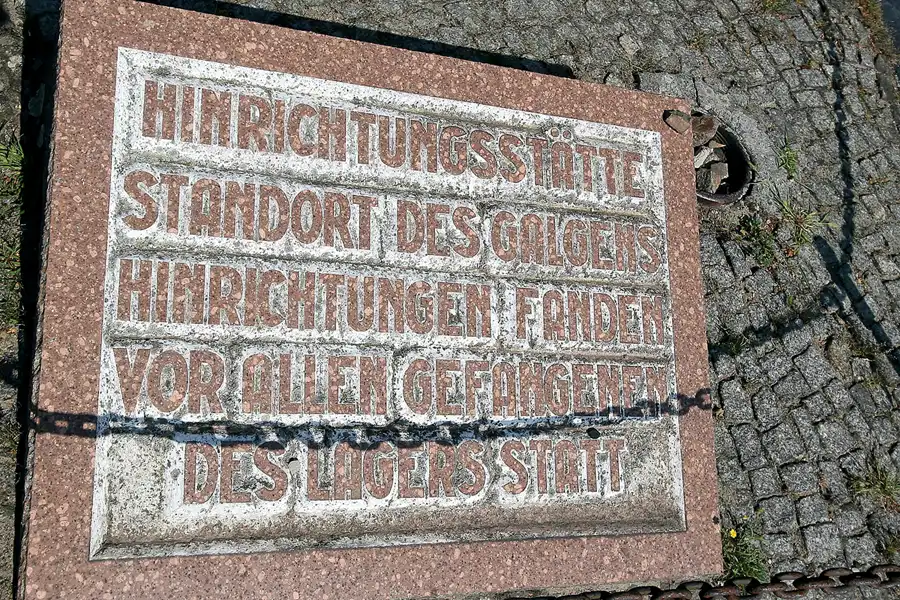 HINRICHTUNGSSTÄTTE
STANDORT DES GALGENS
HINRICHTUNGEN FANDEN
VOR ALLEN GEFANGENEN
DES LAGERS STATT